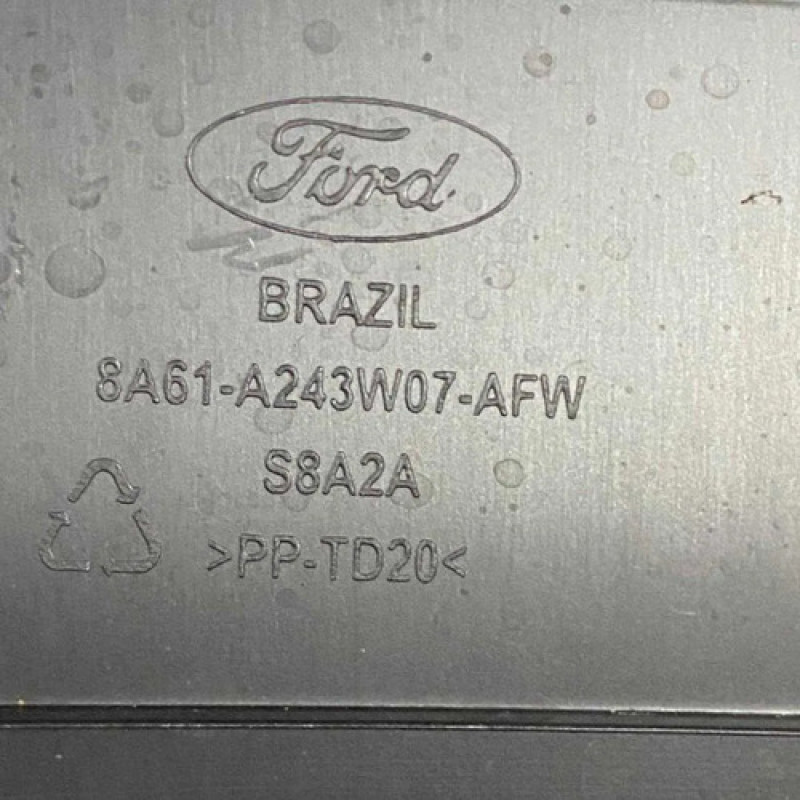 Ford
BRAZIL
8A61-A243W07-AFW
S8A2A
>PP-TD20<